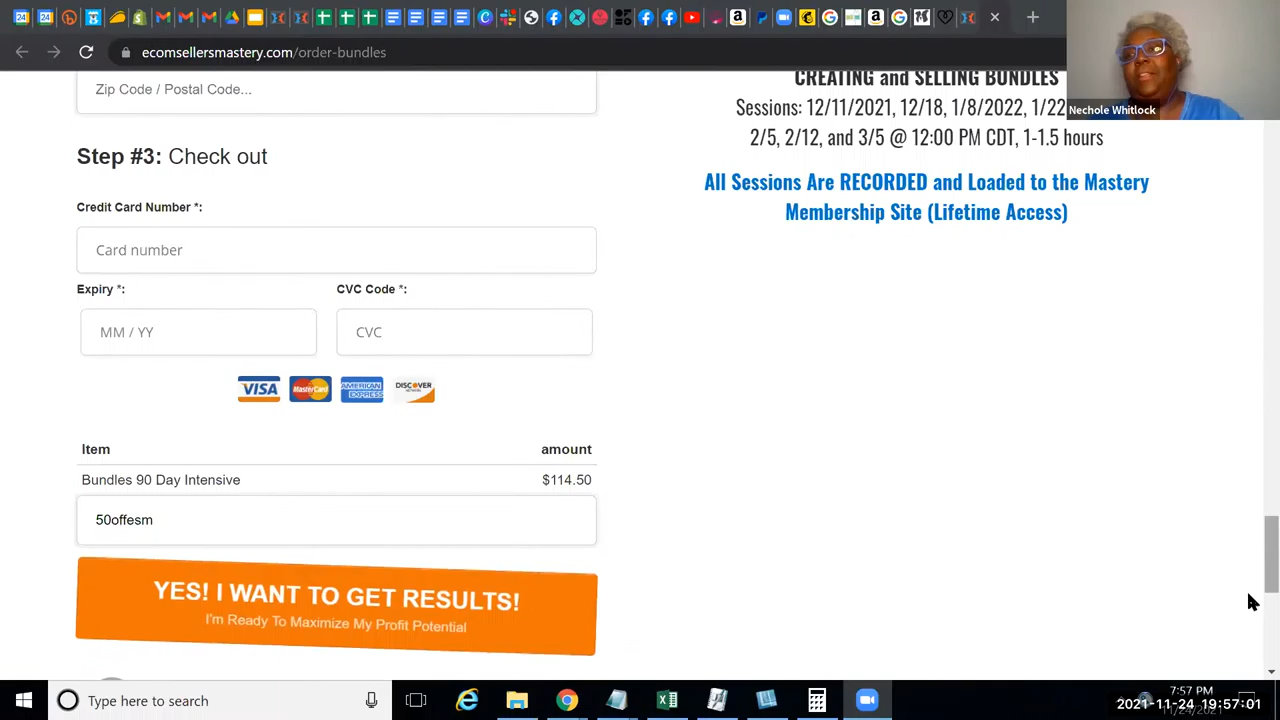 ecomsellersmastery.com/order-bundles
Nechole Whitlock
Zip Code / Postal Code...
Step #3: Check out
Credit Card Number *:
Card number
Expiry *:
CVC Code *:
MM / YY
CVC
VISA
MasterCard
AMERICAN EXPRESS
DISCOVER
Item
amount
Bundles 90 Day Intensive
$114.50
50offesm
YES! I WANT TO GET RESULTS!
I'm Ready To Maximize My Profit Potential
CREATING and SELLING BUNDLES
Sessions: 12/11/2021, 12/18, 1/8/2022, 1/22
2/5, 2/12, and 3/5 @ 12:00 PM CDT, 1-1.5 hours
All Sessions Are RECORDED and Loaded to the Mastery
Membership Site (Lifetime Access)
Type here to search
7:57 PM
2021-11-24 19:57:01